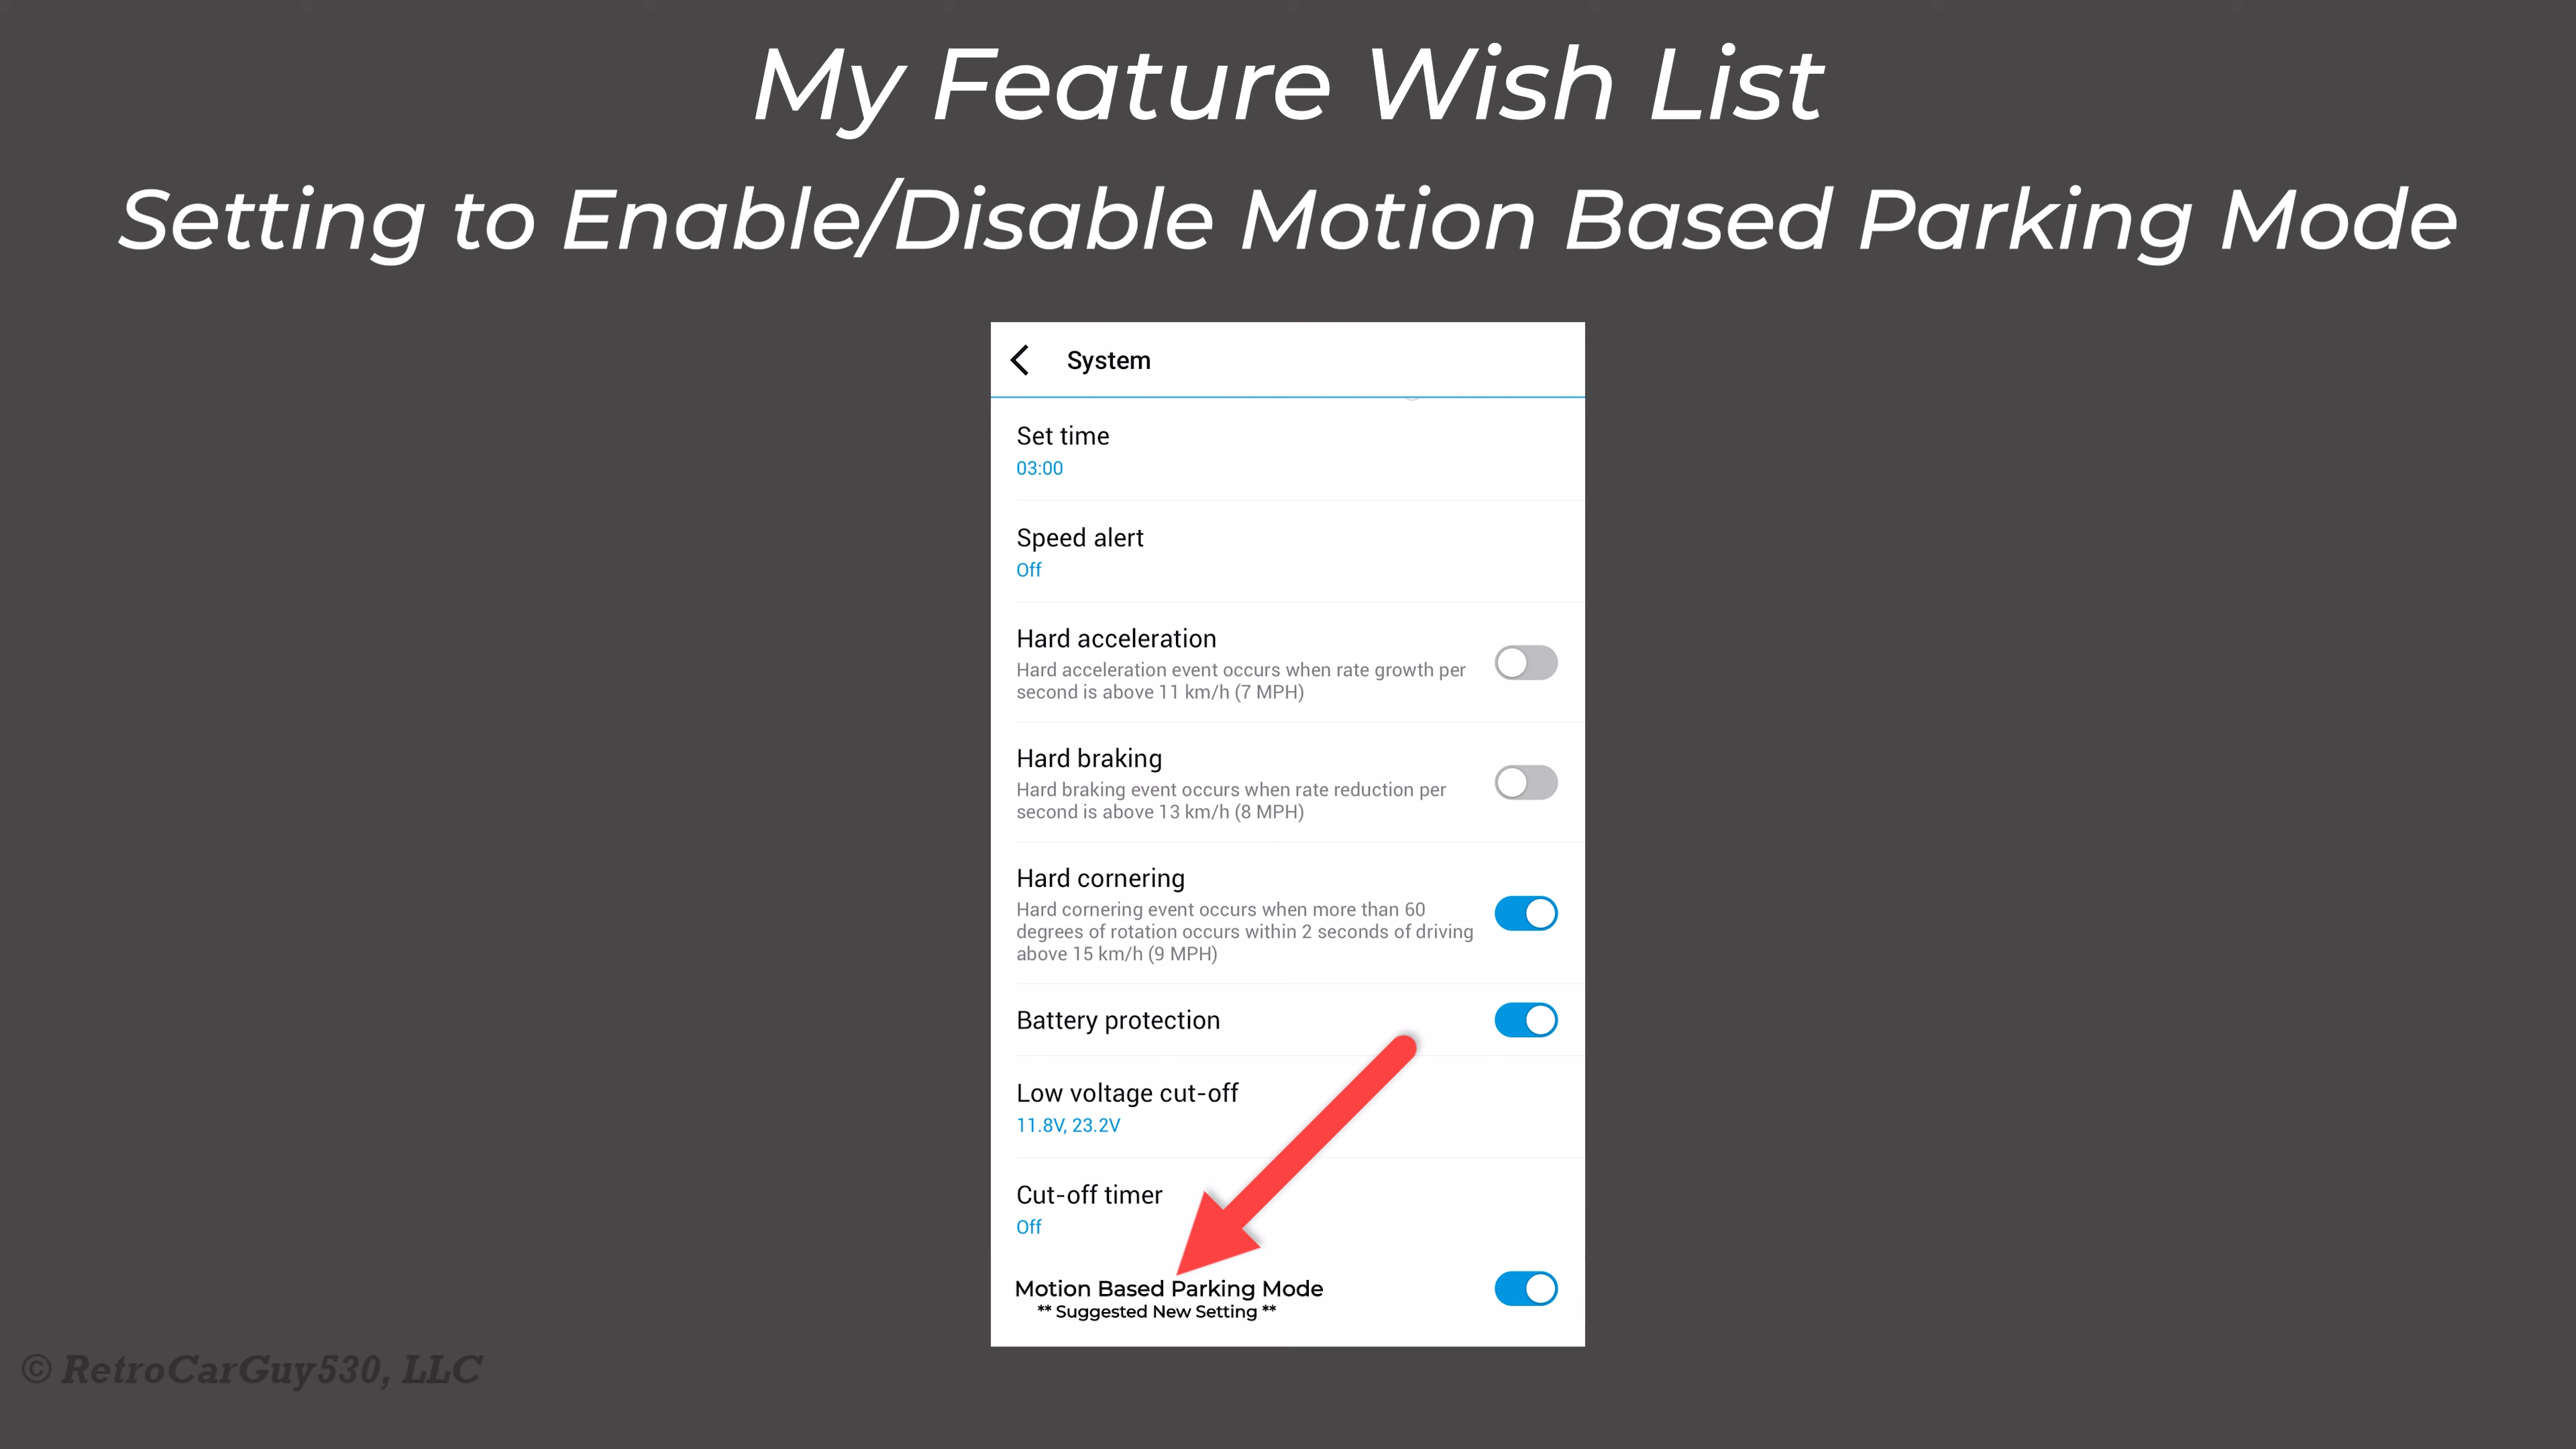 My Feature Wish List
Setting to Enable/Disable Motion Based Parking Mode
System
Set time
03:00
Speed alert
Off
Hard acceleration
Hard acceleration event occurs when rate growth per
second is above 11 km/h (7 MPH)
Hard braking
Hard braking event occurs when rate reduction per
second is above 13 km/h (8 MPH)
Hard cornering
Hard cornering event occurs when more than 60
degrees of rotation occurs within 2 seconds of driving
above 15 km/h (9 MPH)
Battery protection
Low voltage cut-off
11.8V, 23.2V
Cut-off timer
Off
Motion Based Parking Mode
** Suggested New Setting **
© RetroCarGuy530, LLC